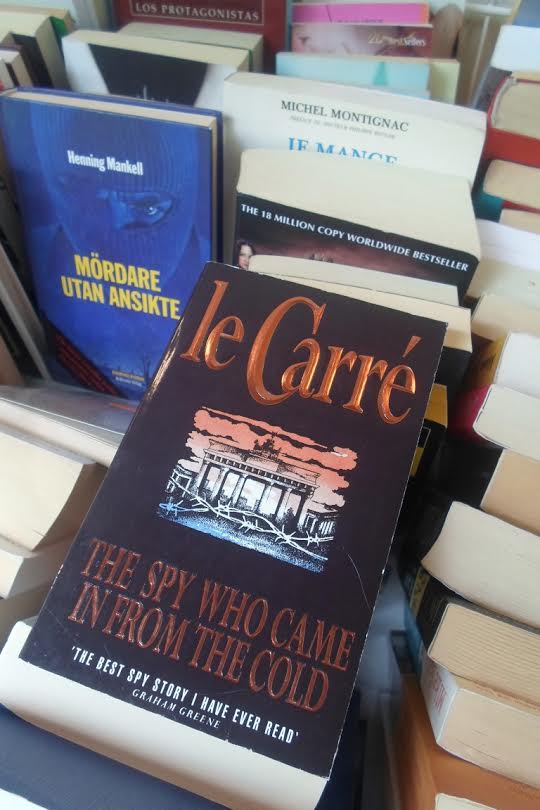 LOS PROTAGONISTAS
MICHEL MONTIGNAC
JE MANGE
Henning Mankell
THE 18 MILLION COPY WORLDWIDE BESTSELLER
MÖRDARE
UTAN ANSIKTE
le Carré
THE SPY WHO CAME
IN FROM THE COLD
'THE BEST SPY STORY I HAVE EVER READ'
GRAHAM GREENE